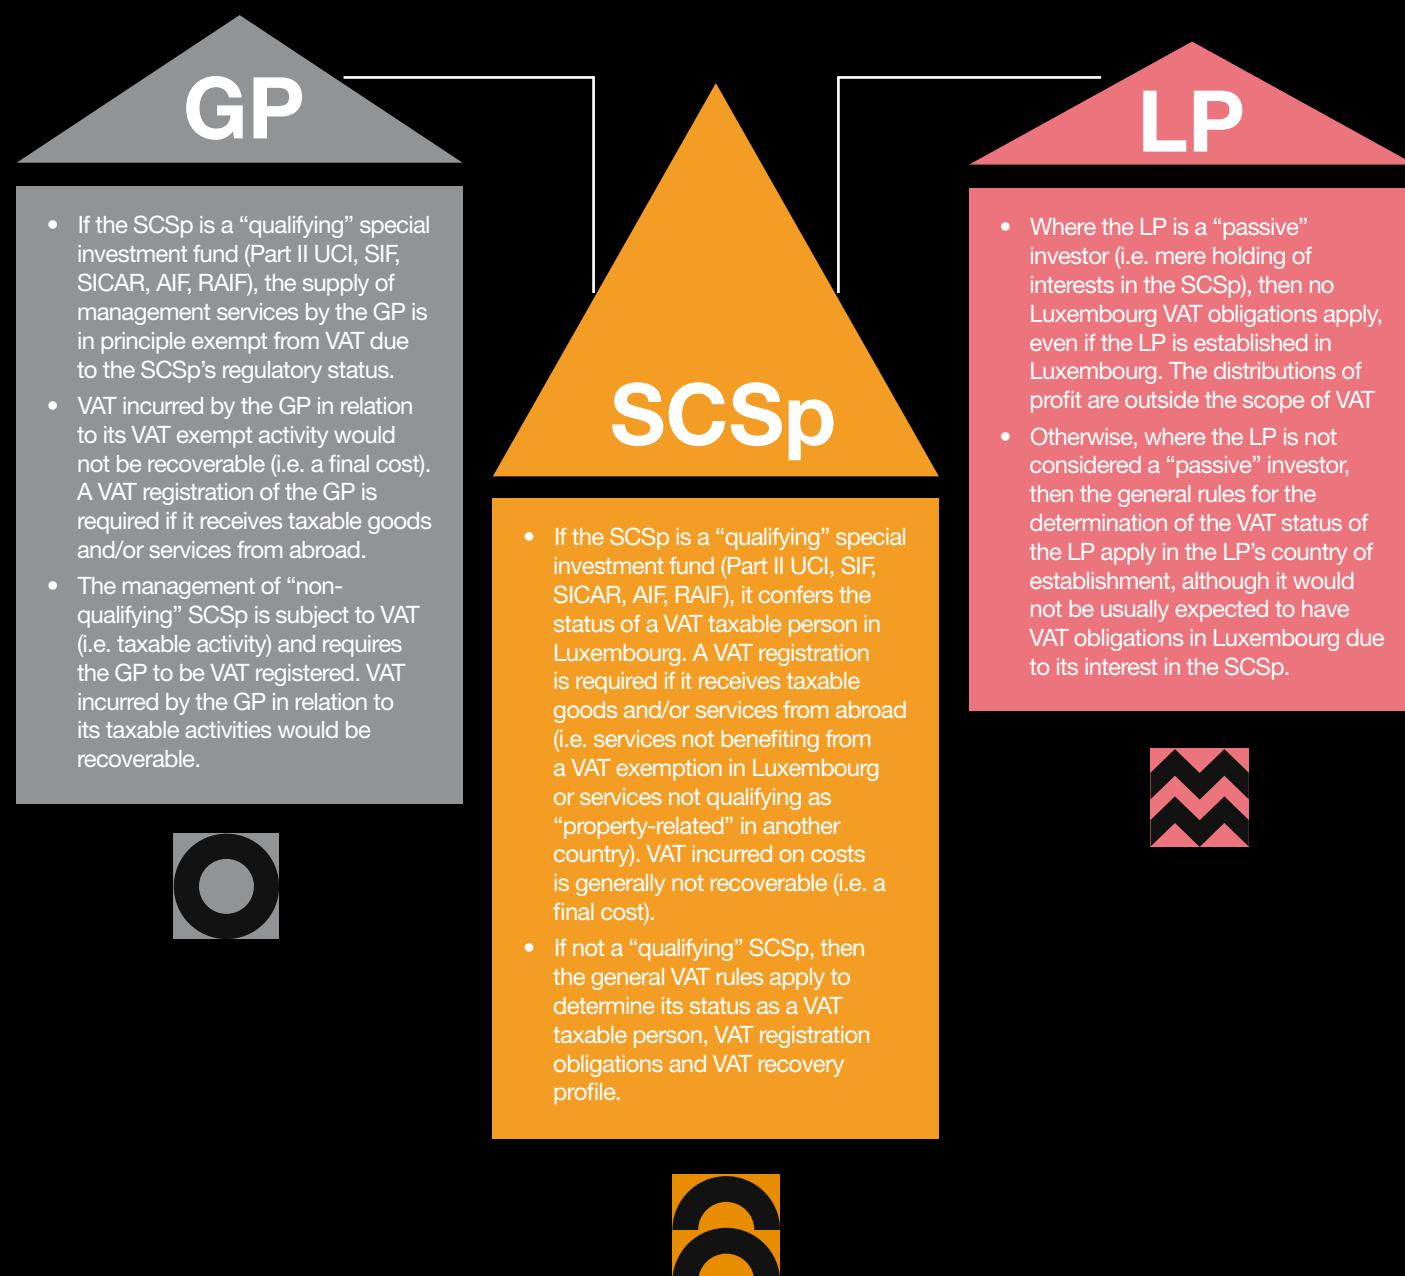 GP
• If the SCSp is a “qualifying” special
investment fund (Part II UCI, SIF,
SICAR, AIF, RAIF), the supply of
management services by the GP is
in principle exempt from VAT due
to the SCSp’s regulatory status.
• VAT incurred by the GP in relation
to its VAT exempt activity would
not be recoverable (i.e. a final cost).
A VAT registration of the GP is
required if it receives taxable goods
and/or services from abroad.
• The management of “non-
qualifying” SCSp is subject to VAT
(i.e. taxable activity) and requires
the GP to be VAT registered. VAT
incurred by the GP in relation to
its taxable activities would be
recoverable.
SCSp
• If the SCSp is a “qualifying” special
investment fund (Part II UCI, SIF,
SICAR, AIF, RAIF), it confers the
status of a VAT taxable person in
Luxembourg. A VAT registration
is required if it receives taxable
goods and/or services from abroad
(i.e. services not benefiting from
a VAT exemption in Luxembourg
or services not qualifying as
“property-related” in another
country). VAT incurred on costs
is generally not recoverable (i.e. a
final cost).
• If not a “qualifying” SCSp, then
the general VAT rules apply to
determine its status as a VAT
taxable person, VAT registration
obligations and VAT recovery
profile.
LP
• Where the LP is a “passive”
investor (i.e. mere holding of
interests in the SCSp), then no
Luxembourg VAT obligations apply,
even if the LP is established in
Luxembourg. The distributions of
profit are outside the scope of VAT
• Otherwise, where the LP is not
considered a “passive” investor,
then the general rules for the
determination of the VAT status of
the LP apply in the LP’s country of
establishment, although it would
not be usually expected to have
VAT obligations in Luxembourg due
to its interest in the SCSp.